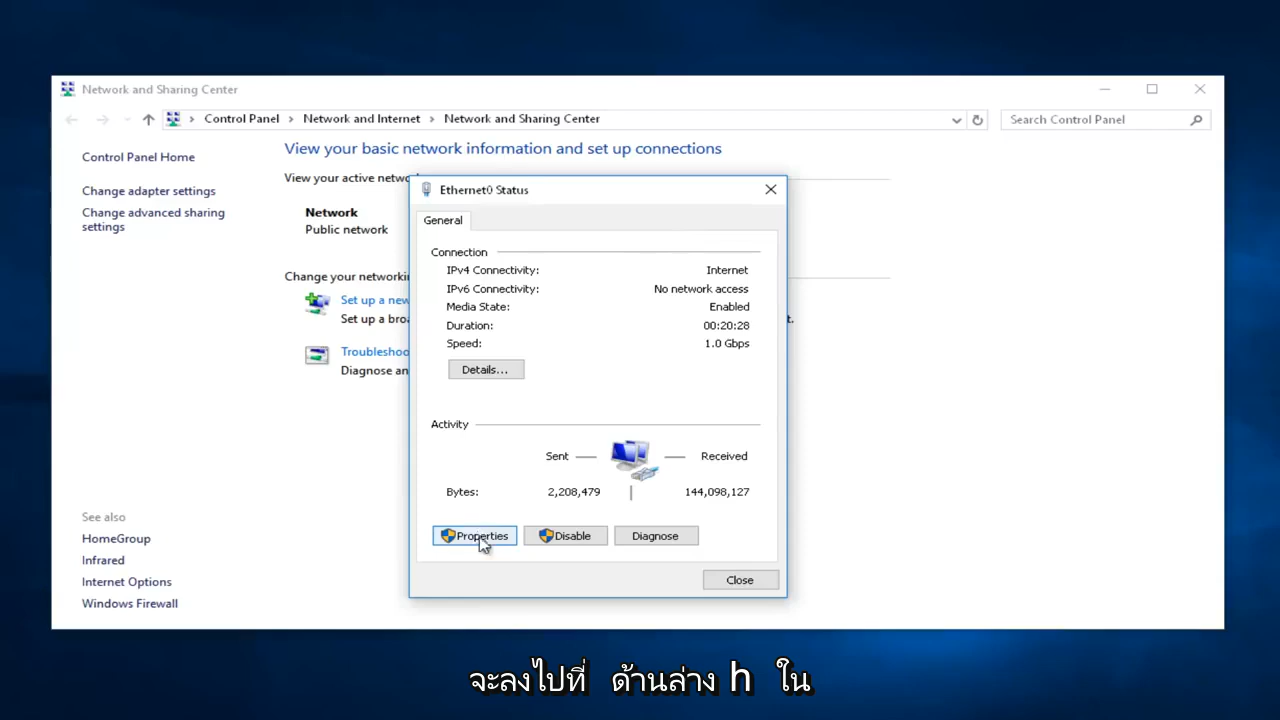 Network and Sharing Center
Control Panel > Network and Internet > Network and Sharing Center
Search Control Panel
Control Panel Home
Change adapter settings
Change advanced sharing
settings
See also
HomeGroup
Infrared
Internet Options
Windows Firewall
View your basic network information and set up connections
View your active netwo
Network
Public network
Change your networkin
Set up a new
Set up a broa
t.
Troubleshoo
Diagnose an
Ethernet0 Status
General
Connection
IPv4 Connectivity: Internet
IPv6 Connectivity: No network access
Media State: Enabled
Duration: 00:20:28
Speed: 1.0 Gbps
Details...
Activity
Sent — — Received
Bytes: 2,208,479 | 144,098,127
Properties Disable Diagnose
Close
จะลงไปที่ ด้านล่าง h ใน